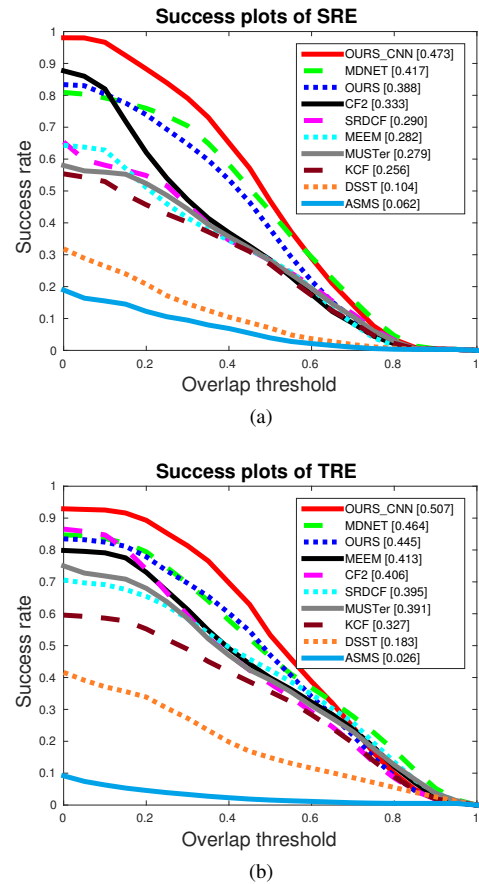 Success plots of SRE
Success rate
1
0.9
0.8
0.7
0.6
0.5
0.4
0.3
0.2
0.1
0
OURS_CNN [0.473]
MDNET [0.417]
OURS [0.388]
CF2 [0.333]
SRDCF [0.290]
MEEM [0.282]
MUSTer [0.279]
KCF [0.256]
DSST [0.104]
ASMS [0.062]
0 0.2 0.4 0.6 0.8 1
Overlap threshold
(a)
Success plots of TRE
Success rate
1
0.9
0.8
0.7
0.6
0.5
0.4
0.3
0.2
0.1
0
OURS_CNN [0.507]
MDNET [0.464]
OURS [0.445]
MEEM [0.413]
CF2 [0.406]
SRDCF [0.395]
MUSTer [0.391]
KCF [0.327]
DSST [0.183]
ASMS [0.026]
0 0.2 0.4 0.6 0.8 1
Overlap threshold
(b)